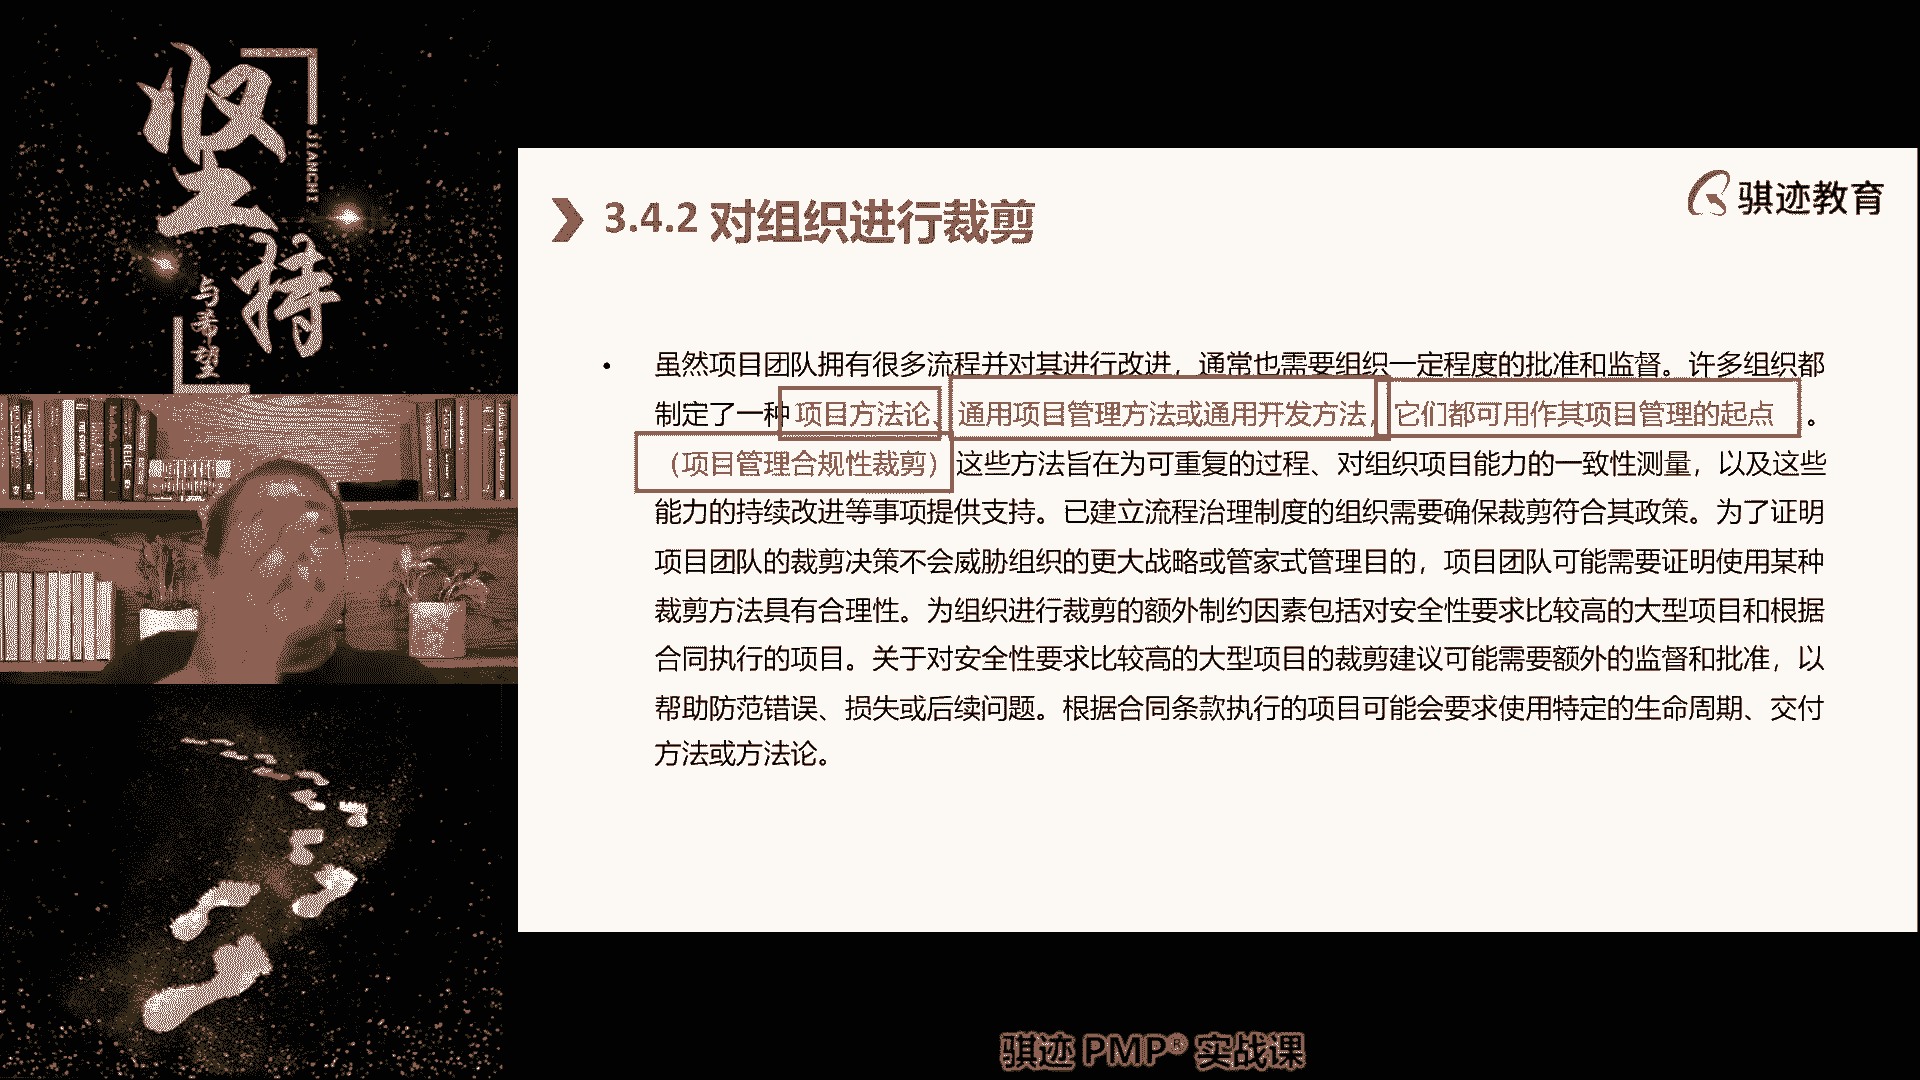 坚持
JIANCHI
与希望
骐迹教育
3.4.2 对组织进行裁剪
• 虽然项目团队拥有很多流程并对其进行改进，通常也需要组织一定程度的批准和监督。许多组织都
制定了一种项目方法论、通用项目管理方法或通用开发方法，它们都可用作其项目管理的起点。
（项目管理合规性裁剪）这些方法旨在为可重复的过程、对组织项目能力的一致性测量，以及这些
能力的持续改进等事项提供支持。已建立流程治理制度的组织需要确保裁剪符合其政策。为了证明
项目团队的裁剪决策不会威胁组织的更大战略或管家式管理目的，项目团队可能需要证明使用某种
裁剪方法具有合理性。为组织进行裁剪的额外制约因素包括对安全性要求比较高的大型项目和根据
合同执行的项目。关于对安全性要求比较高的大型项目的裁剪建议可能需要额外的监督和批准，以
帮助防范错误、损失或后续问题。根据合同条款执行的项目可能会要求使用特定的生命周期、交付
方法或方法论。
骐迹 PMP® 实战课